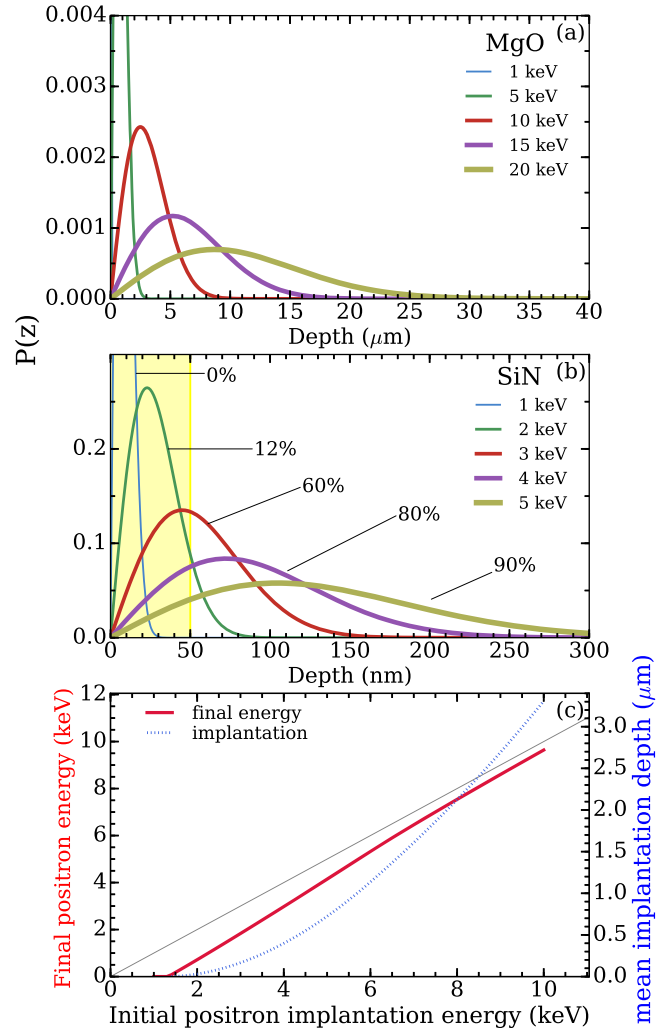 P(z)
0.004
0.003
0.002
0.001
0.000
MgO
(a)
1 keV
5 keV
10 keV
15 keV
20 keV
0 5 10 15 20 25 30 35 40
Depth (μm)
0.2
0.1
0.0
SiN
(b)
1 keV
2 keV
3 keV
4 keV
5 keV
0%
12%
60%
80%
90%
0 50 100 150 200 250 300
Depth (nm)
Final positron energy (keV)
12
10
8
6
4
2
0
final energy
implantation
(c)
3.0
2.5
2.0
1.5
1.0
0.5
0.0
mean implantation depth (μm)
0 2 4 6 8 10
Initial positron implantation energy (keV)